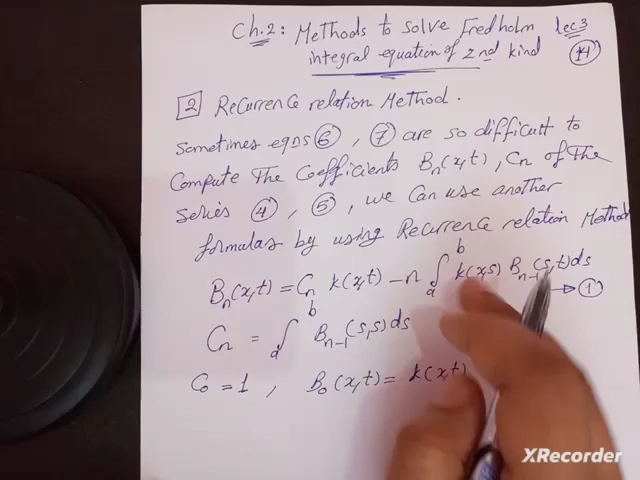 Ch.2: Methods to solve Fredholm lec3
integral equation of 2nd kind 14
2 Recurrence relation Method.
Sometimes eqns 6, 7 are so difficult to
Compute The Coefficients Bn(x,t), Cn of The
series 4, 5, we Can use another
formulas by using Recurrence relation Method
Bn(x,t) = Cn k(x,t) - n ∫_a^b k(x,s) Bn-1(s,t)ds → 1
Cn = ∫_a^b Bn-1(s,s)ds
C0 = 1, B0(x,t) = k(x,t)
XRecorder